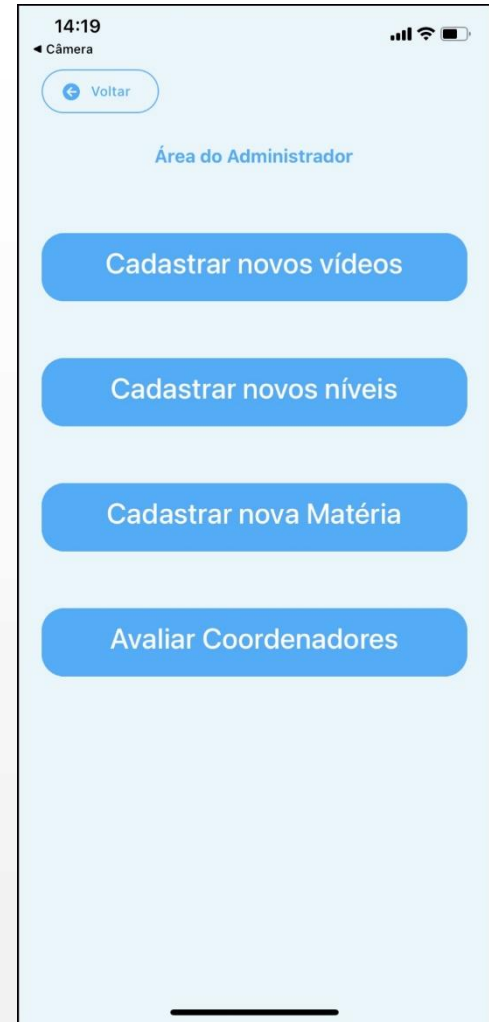 14:19
◀ Câmera
Voltar
Área do Administrador
Cadastrar novos vídeos
Cadastrar novos níveis
Cadastrar nova Matéria
Avaliar Coordenadores